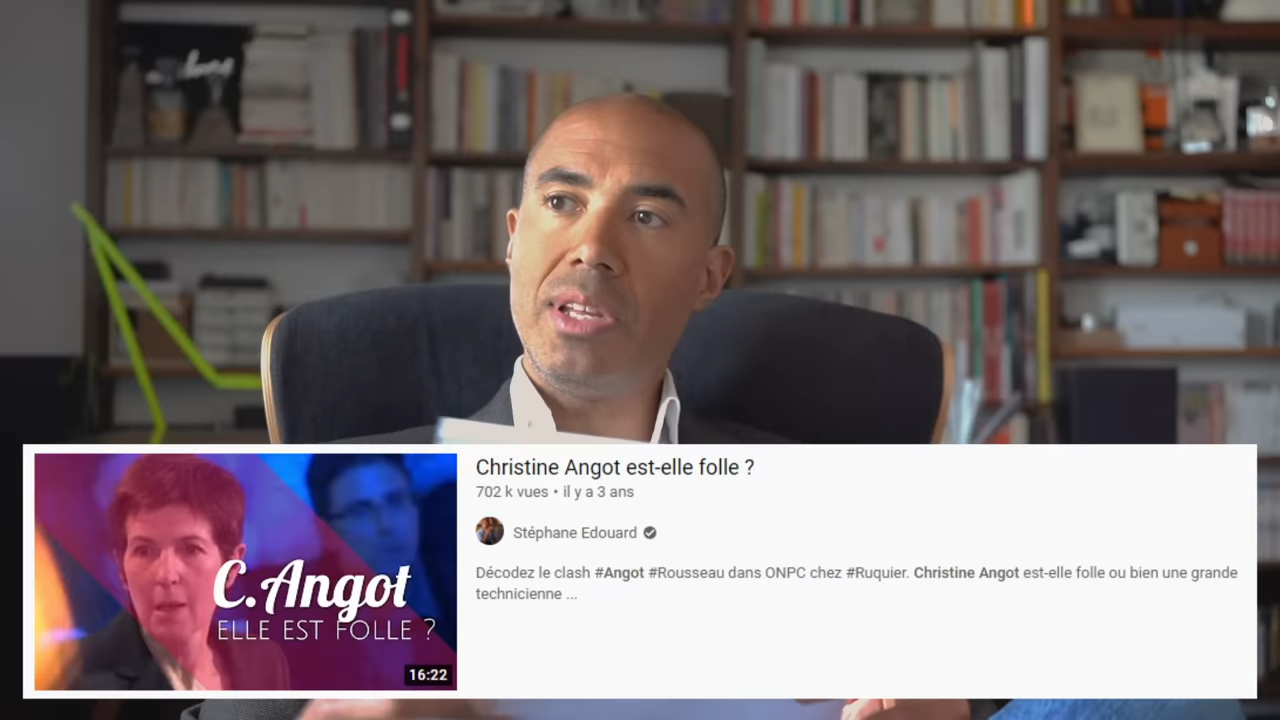 Christine Angot est-elle folle ?
702 k vues • il y a 3 ans
Stéphane Edouard
Décodez le clash #Angot #Rousseau dans ONPC chez #Ruquier. Christine Angot est-elle folle ou bien une grande
technicienne ...
C.Angot
ELLE EST FOLLE ?
16:22